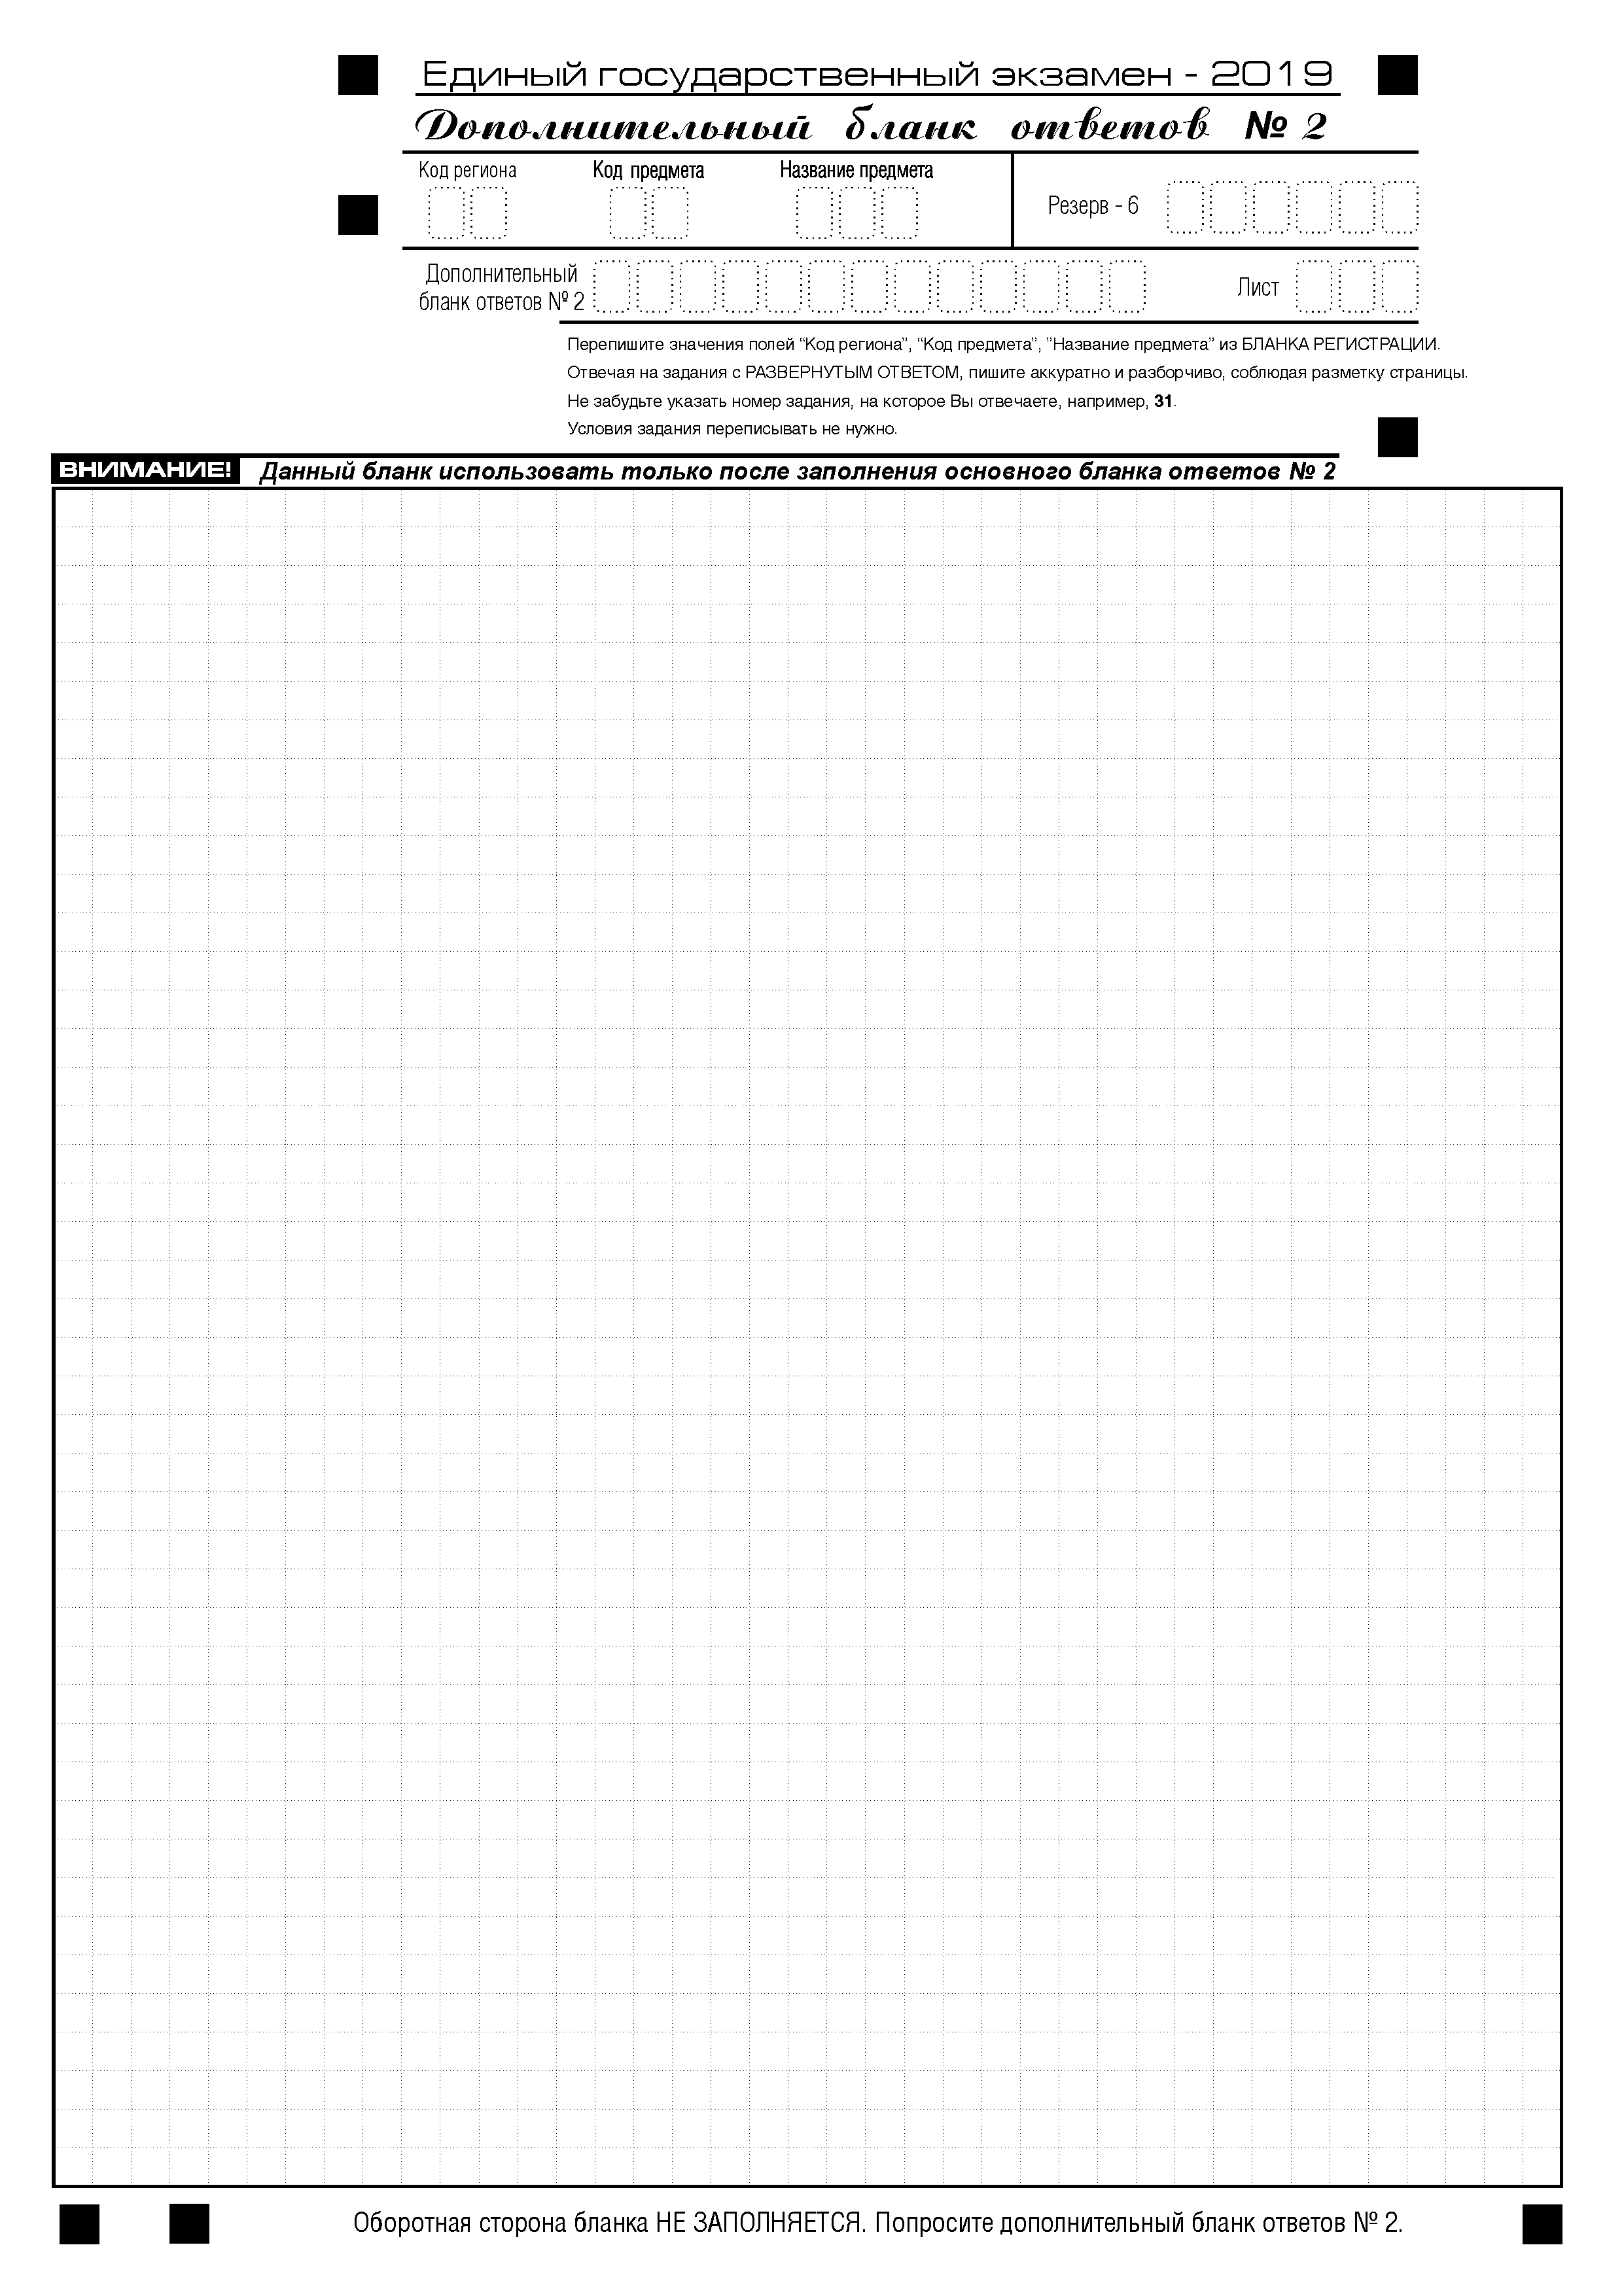 Единый государственный экзамен - 2019
Дополнительный бланк ответов № 2
Код региона Код предмета Название предмета
Резерв - 6
Дополнительный
бланк ответов № 2
Лист
Перепишите значения полей “Код региона”, “Код предмета”, ”Название предмета” из БЛАНКА РЕГИСТРАЦИИ.
Отвечая на задания с РАЗВЕРНУТЫМ ОТВЕТОМ, пишите аккуратно и разборчиво, соблюдая разметку страницы.
Не забудьте указать номер задания, на которое Вы отвечаете, например, 31.
Условия задания переписывать не нужно.
ВНИМАНИЕ! Данный бланк использовать только после заполнения основного бланка ответов № 2
Оборотная сторона бланка НЕ ЗАПОЛНЯЕТСЯ. Попросите дополнительный бланк ответов № 2.